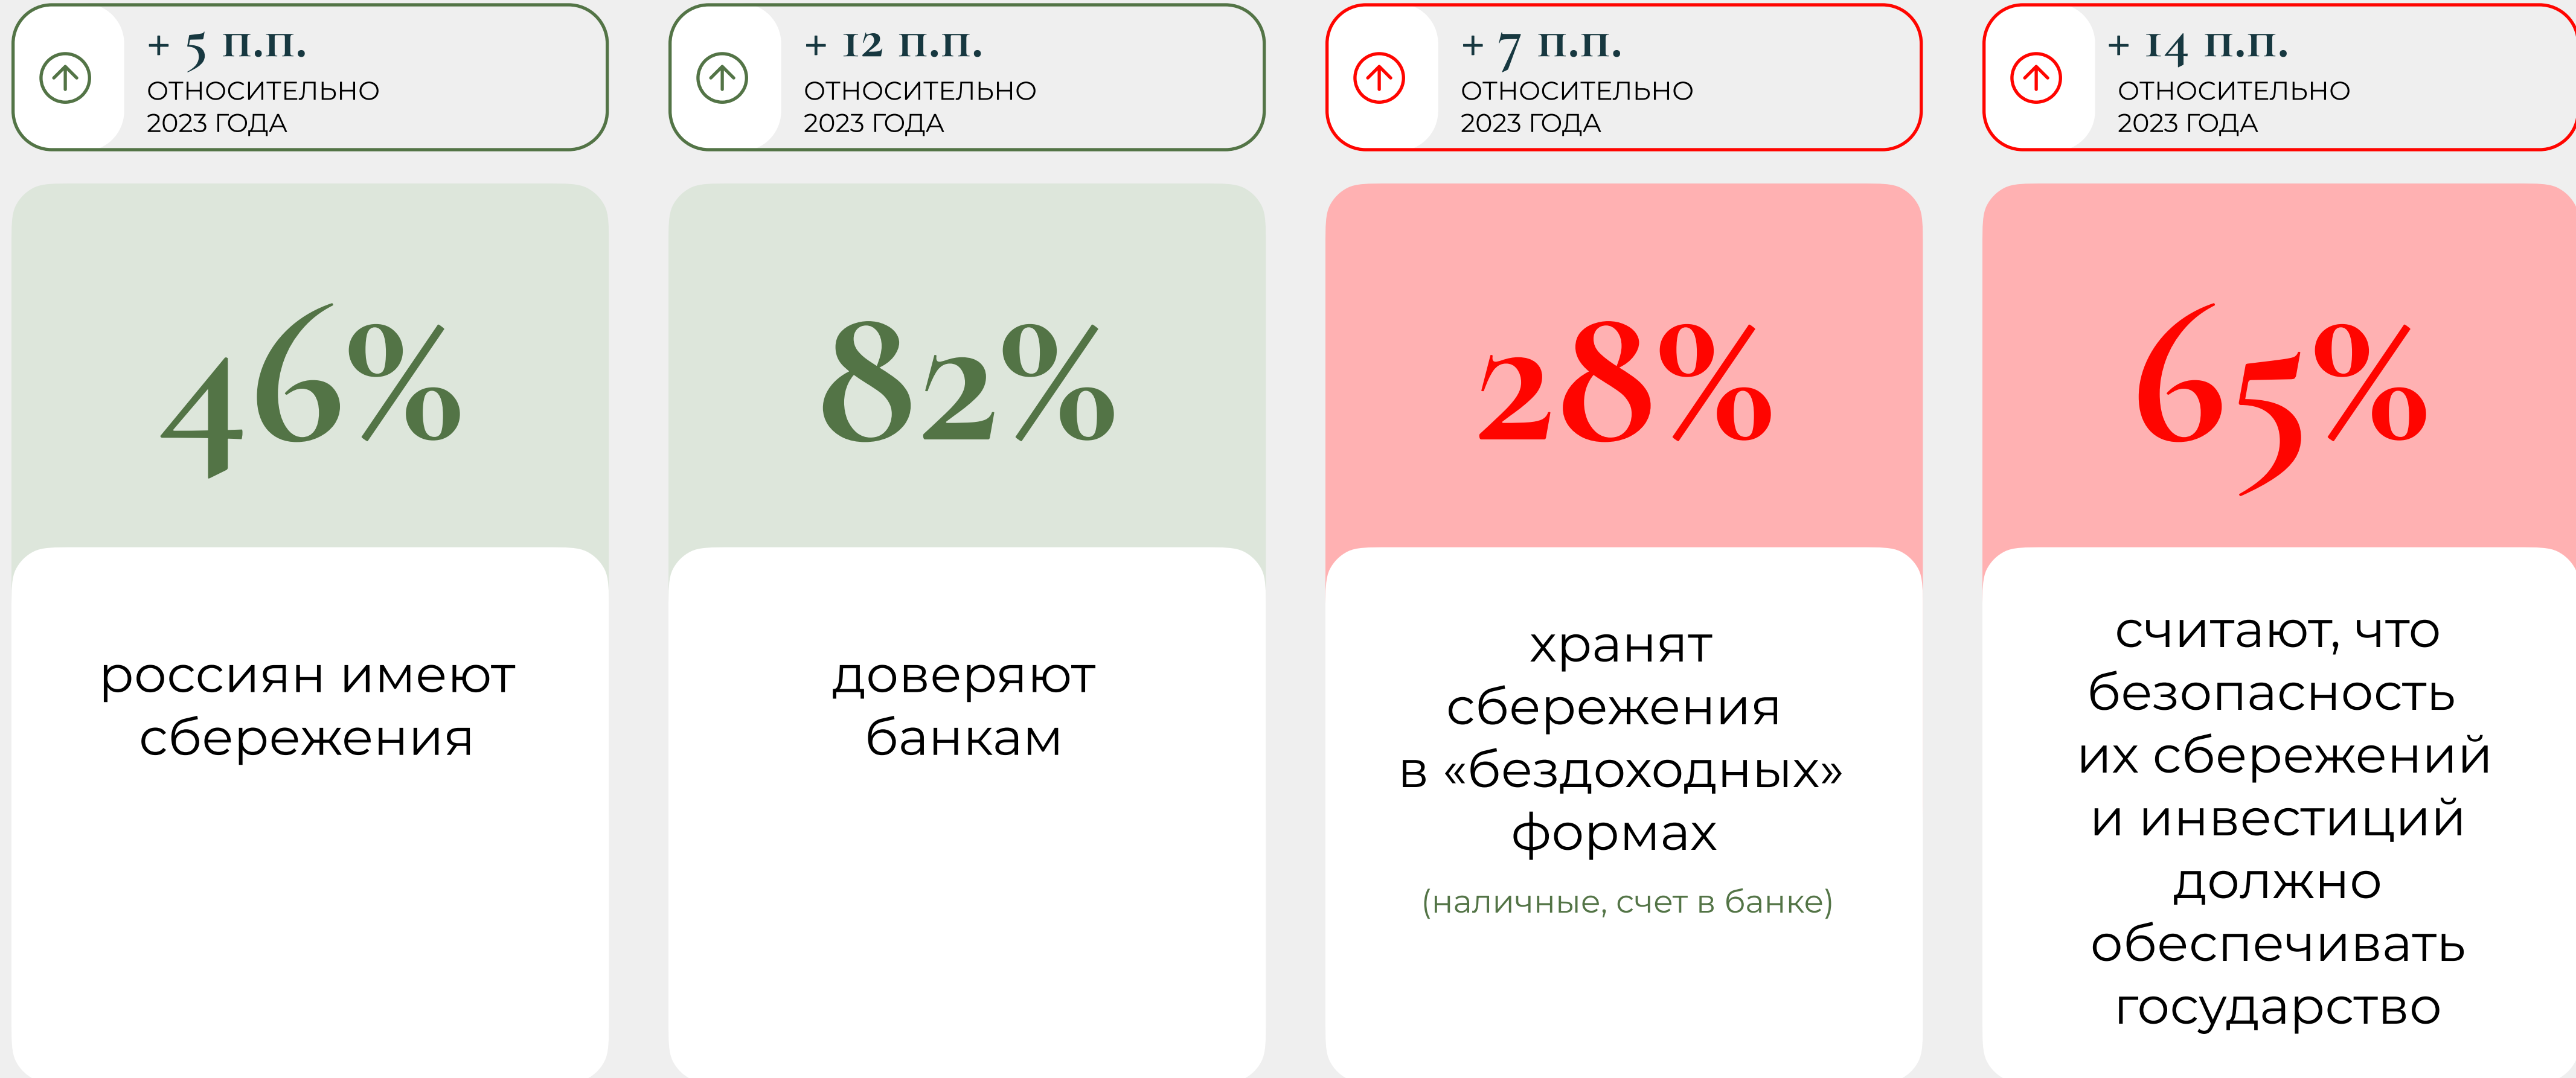 + 5 п.п.
ОТНОСИТЕЛЬНО
2023 ГОДА
46%
россиян имеют
сбережения
+ 12 п.п.
ОТНОСИТЕЛЬНО
2023 ГОДА
82%
доверяют
банкам
+ 7 п.п.
ОТНОСИТЕЛЬНО
2023 ГОДА
28%
хранят
сбережения
в «бездоходных»
формах
(наличные, счет в банке)
+ 14 п.п.
ОТНОСИТЕЛЬНО
2023 ГОДА
65%
считают, что
безопасность
их сбережений
и инвестиций
должно
обеспечивать
государство